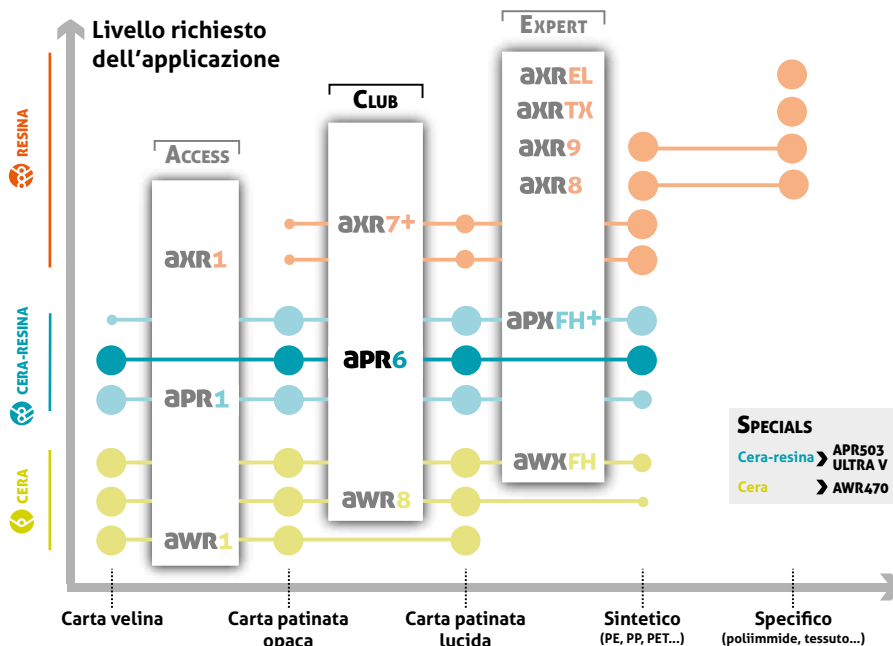 Livello richiesto
dell'applicazione
EXPERT
CLUB
ACCESS
RESINA
CERA-RESINA
CERA
aXREL
aXRTX
aXR9
aXR8
aXR7+
aXR1
aPXFH+
aPR6
aPR1
aWXFH
aWR8
aWR1
SPECIALS
Cera-resina APR503
ULTRA V
Cera AWR470
Carta velina
Carta patinata
opaca
Carta patinata
lucida
Sintetico
(PE, PP, PET...)
Specifico
(poliimmide, tessuto...)